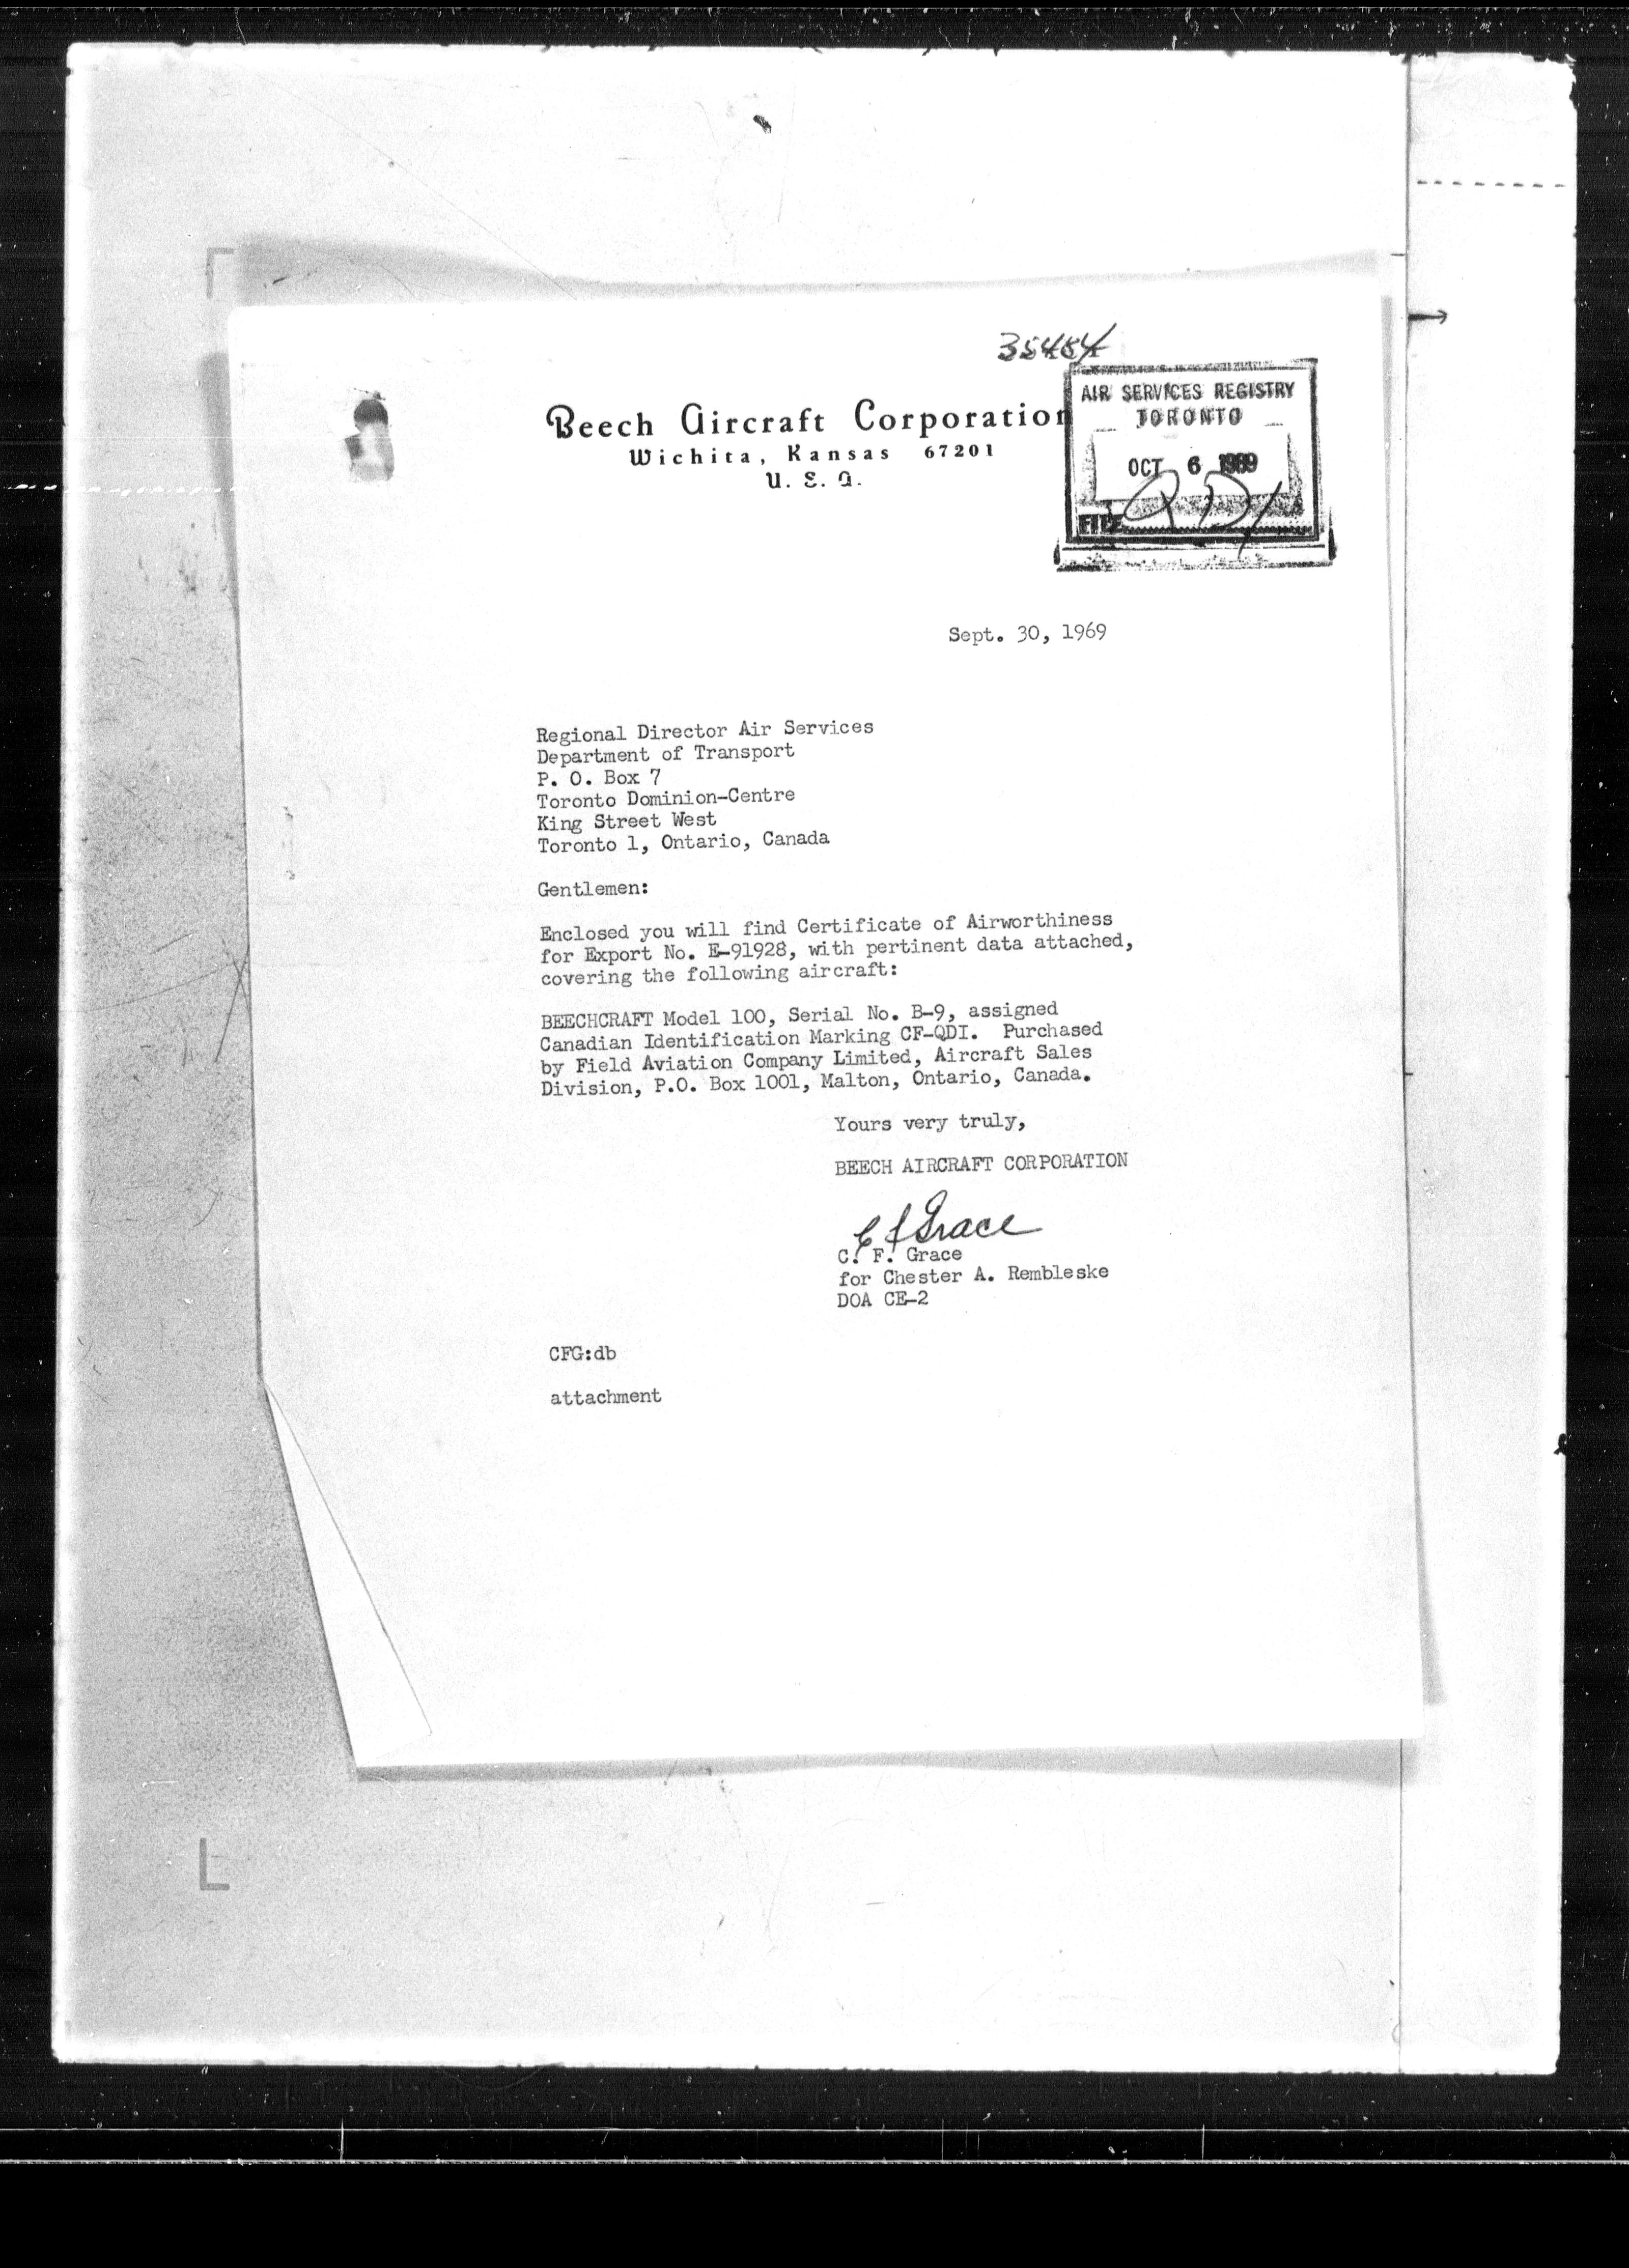 35484
Beech Aircraft Corporation
Wichita, Kansas 67201
U. S. A.
AIR SERVICES REGISTRY
TORONTO
OCT 6 1969
FILE QDI
Sept. 30, 1969
Regional Director Air Services
Department of Transport
P. O. Box 7
Toronto Dominion-Centre
King Street West
Toronto 1, Ontario, Canada
Gentlemen:
Enclosed you will find Certificate of Airworthiness
for Export No. E-91928, with pertinent data attached,
covering the following aircraft:
BEECHCRAFT Model 100, Serial No. B-9, assigned
Canadian Identification Marking CF-QDI. Purchased
by Field Aviation Company Limited, Aircraft Sales
Division, P.O. Box 1001, Malton, Ontario, Canada.
Yours very truly,
BEECH AIRCRAFT CORPORATION
C F Grace
C. F. Grace
for Chester A. Rembleske
DOA CE-2
CFG:db
attachment